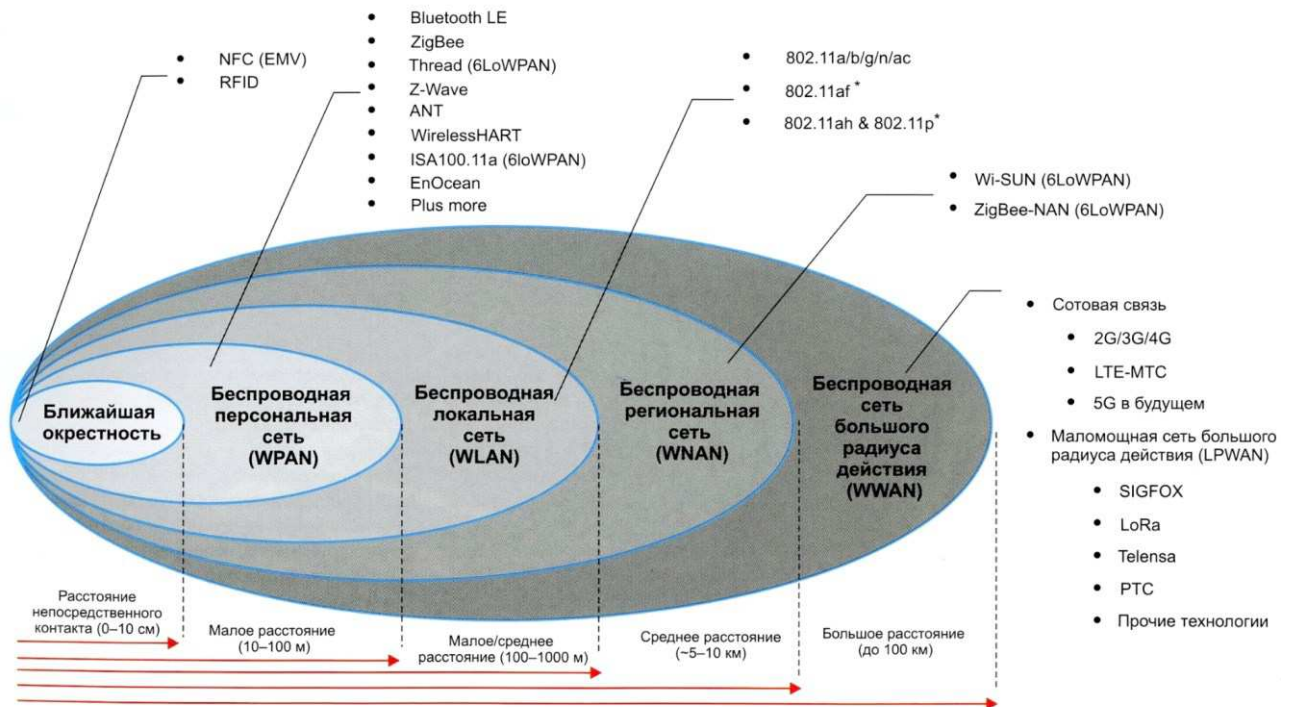 • Bluetooth LE
• ZigBee
• Thread (6LoWPAN)
• Z-Wave
• ANT
• WirelessHART
• ISA100.11a (6loWPAN)
• EnOcean
• Plus more
• NFC (EMV)
• RFID
• 802.11a/b/g/n/ac
• 802.11af *
• 802.11ah & 802.11p*
• Wi-SUN (6LoWPAN)
• ZigBee-NAN (6LoWPAN)
• Сотовая связь
• 2G/3G/4G
• LTE-MTC
• 5G в будущем
• Маломощная сеть большого
радиуса действия (LPWAN)
• SIGFOX
• LoRa
• Telensa
• PTC
• Прочие технологии
Ближайшая
окрестность
Беспроводная
персональная
сеть
(WPAN)
Беспроводная
локальная
сеть
(WLAN)
Беспроводная
региональная
сеть
(WNAN)
Беспроводная
сеть
большого
радиуса
действия
(WWAN)
Расстояние
непосредственного
контакта (0–10 см)
Малое расстояние
(10–100 м)
Малое/среднее
расстояние (100–1000 м)
Среднее расстояние
(~5–10 км)
Большое расстояние
(до 100 км)